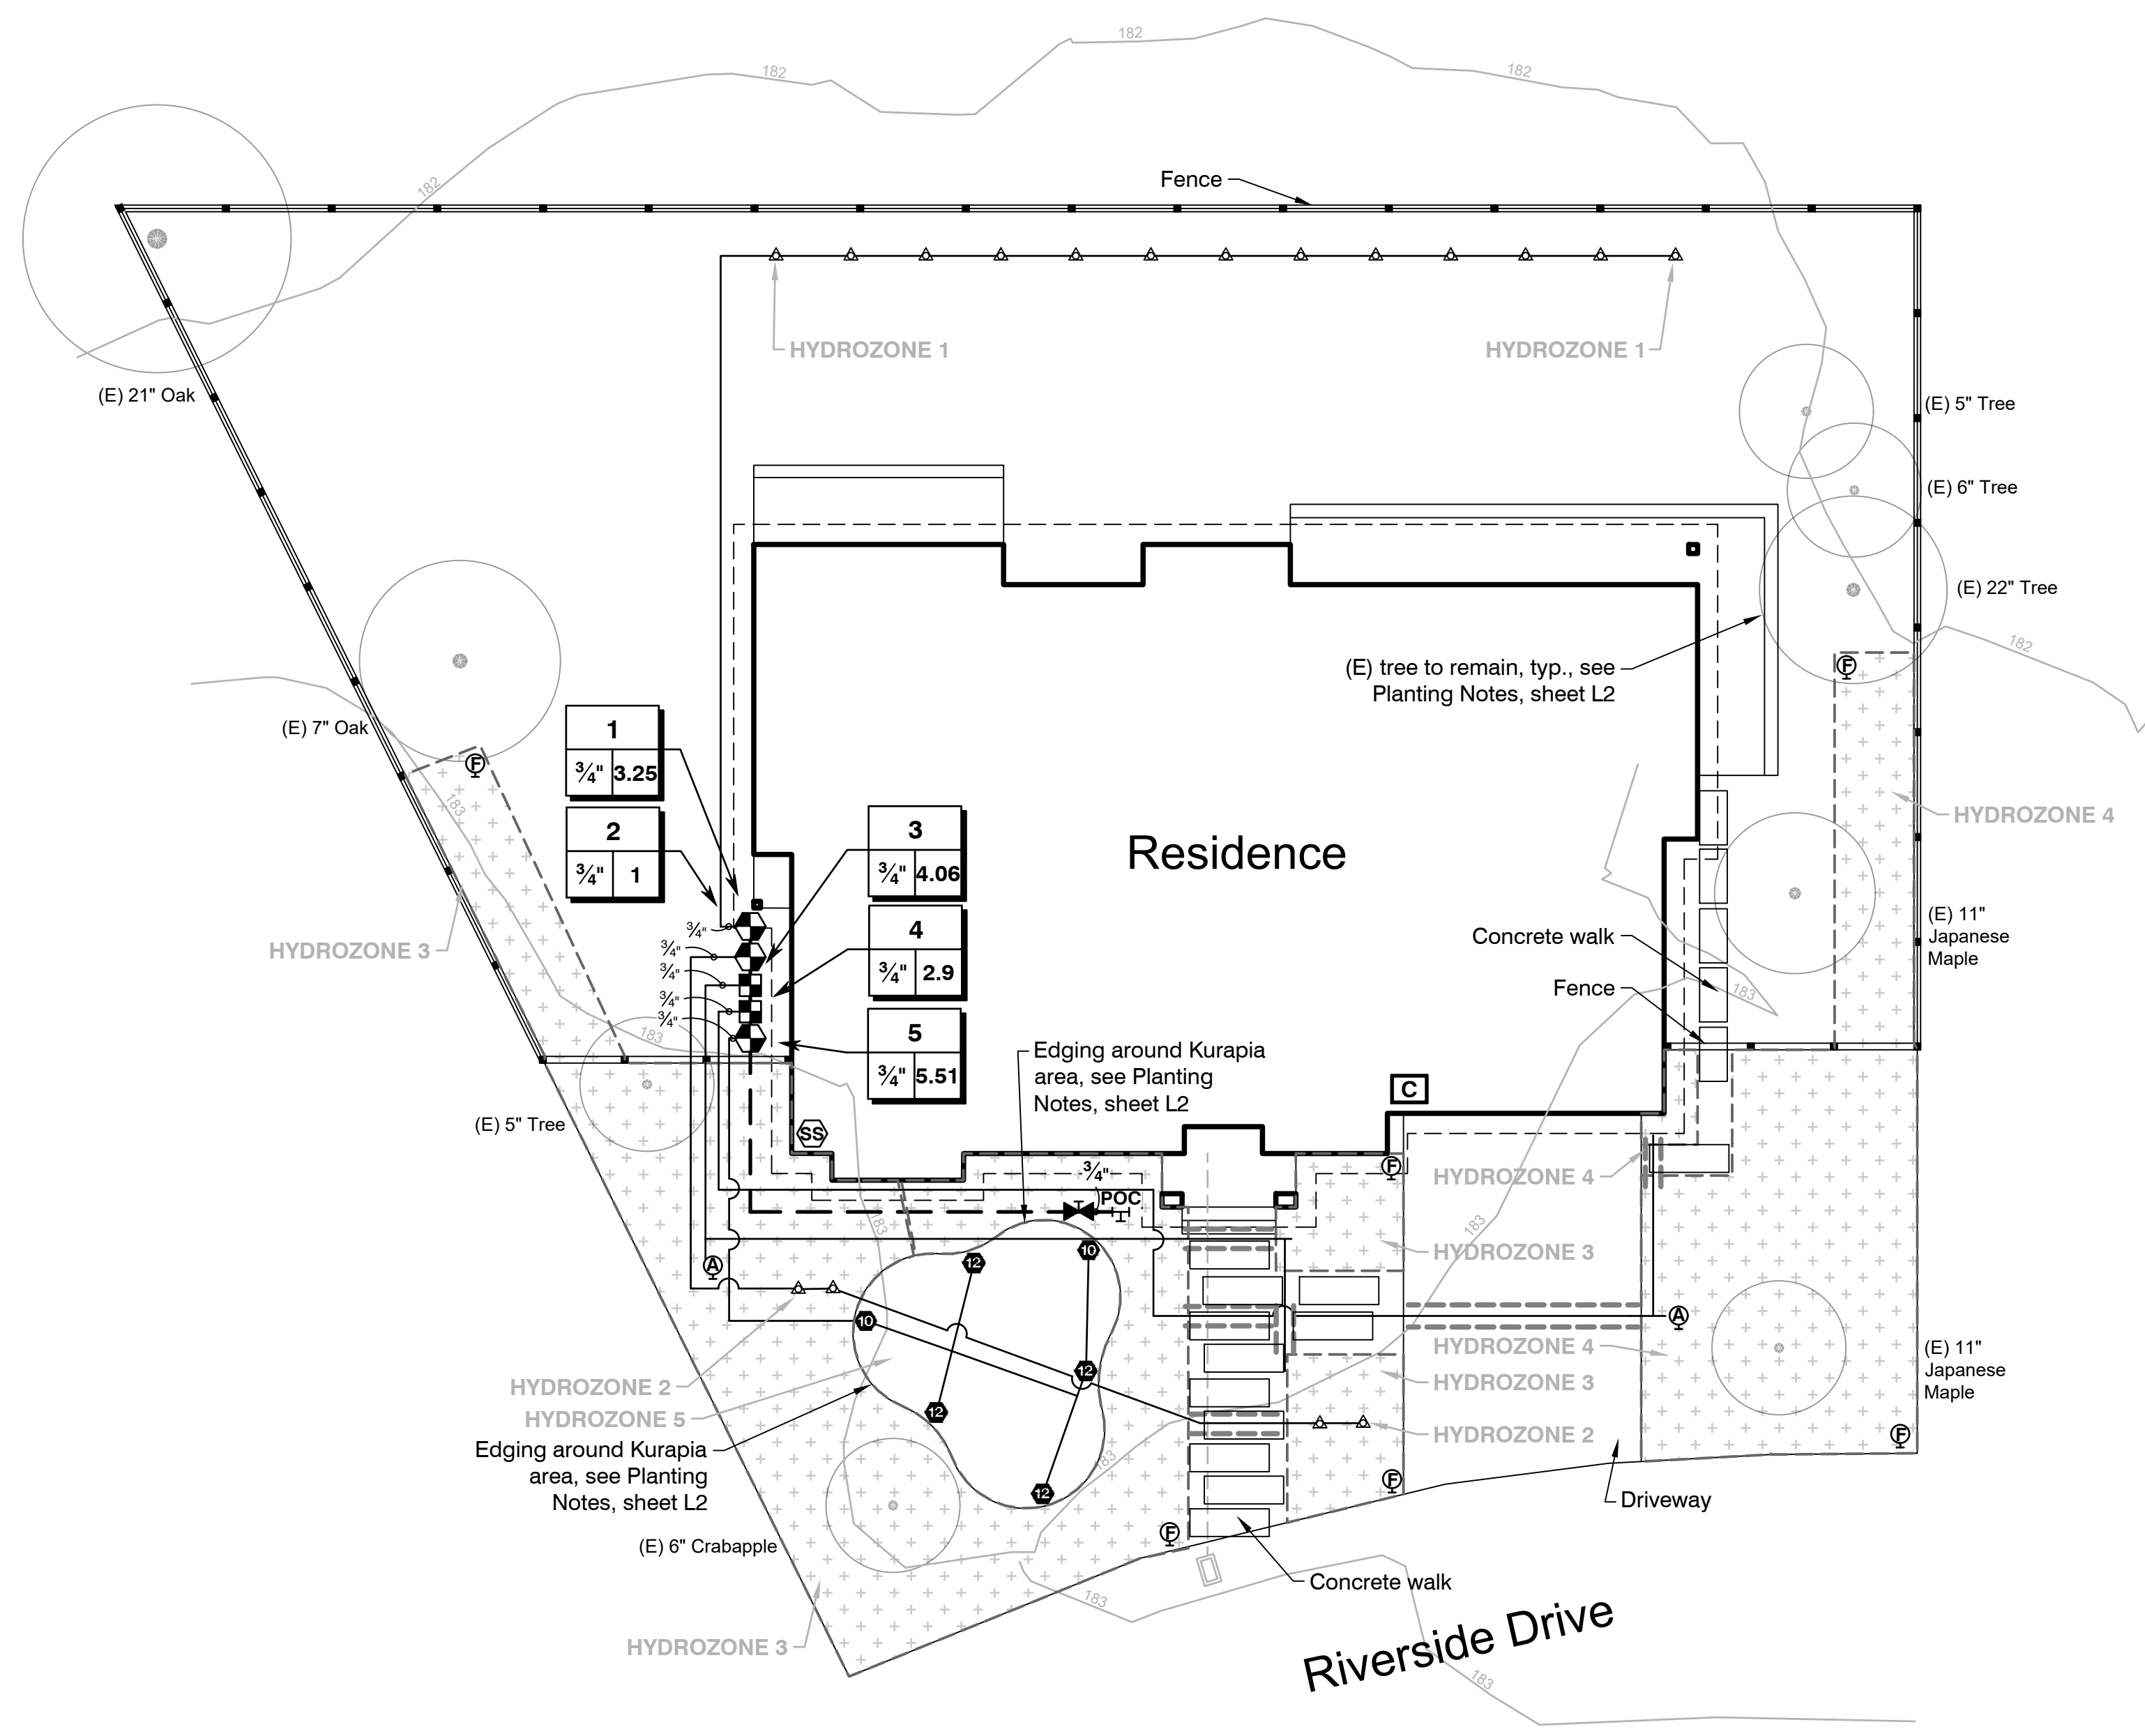 182
182
182
182
Fence
HYDROZONE 1
HYDROZONE 1
(E) 21" Oak
(E) 5" Tree
(E) 6" Tree
(E) 22" Tree
182
(E) tree to remain, typ., see
Planting Notes, sheet L2
F
(E) 7" Oak
F
183
1
3/4" 3.25
2
3/4" 1
3
3/4" 4.06
4
3/4" 2.9
5
3/4" 5.51
Residence
HYDROZONE 4
HYDROZONE 3
3/4"
3/4"
3/4"
3/4"
3/4"
(E) 11"
Japanese
Maple
Concrete walk
Fence
183
183
Edging around Kurapia
area, see Planting
Notes, sheet L2
C
(E) 5" Tree
SS
3/4"
POC
F
HYDROZONE 4
183
183
HYDROZONE 3
A
12
10
10
12
12
12
A
HYDROZONE 4
HYDROZONE 3
HYDROZONE 2
(E) 11"
Japanese
Maple
HYDROZONE 2
HYDROZONE 5
Edging around Kurapia
area, see Planting
Notes, sheet L2
183
F
F
F
Driveway
(E) 6" Crabapple
Concrete walk
183
HYDROZONE 3
Riverside Drive
183